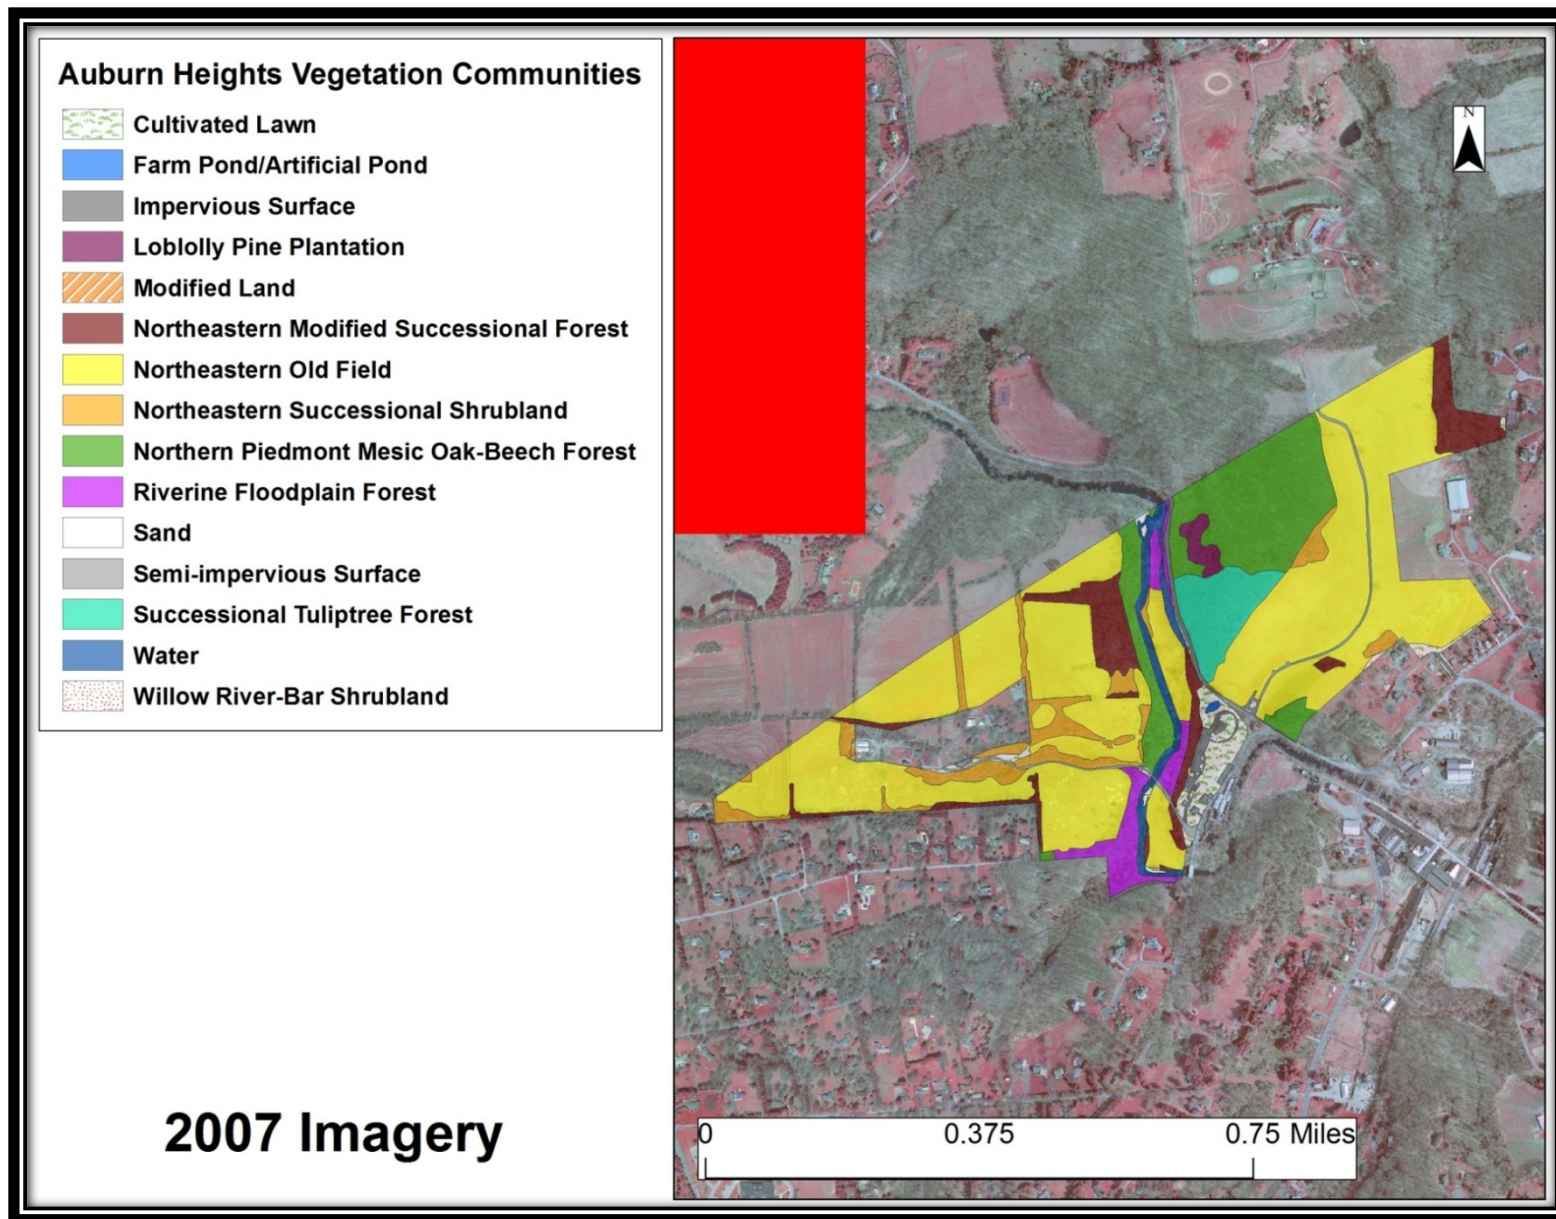 Auburn Heights Vegetation Communities
Cultivated Lawn
Farm Pond/Artificial Pond
Impervious Surface
Loblolly Pine Plantation
Modified Land
Northeastern Modified Successional Forest
Northeastern Old Field
Northeastern Successional Shrubland
Northern Piedmont Mesic Oak-Beech Forest
Riverine Floodplain Forest
Sand
Semi-impervious Surface
Successional Tuliptree Forest
Water
Willow River-Bar Shrubland
N
2007 Imagery
0 0.375 0.75 Miles